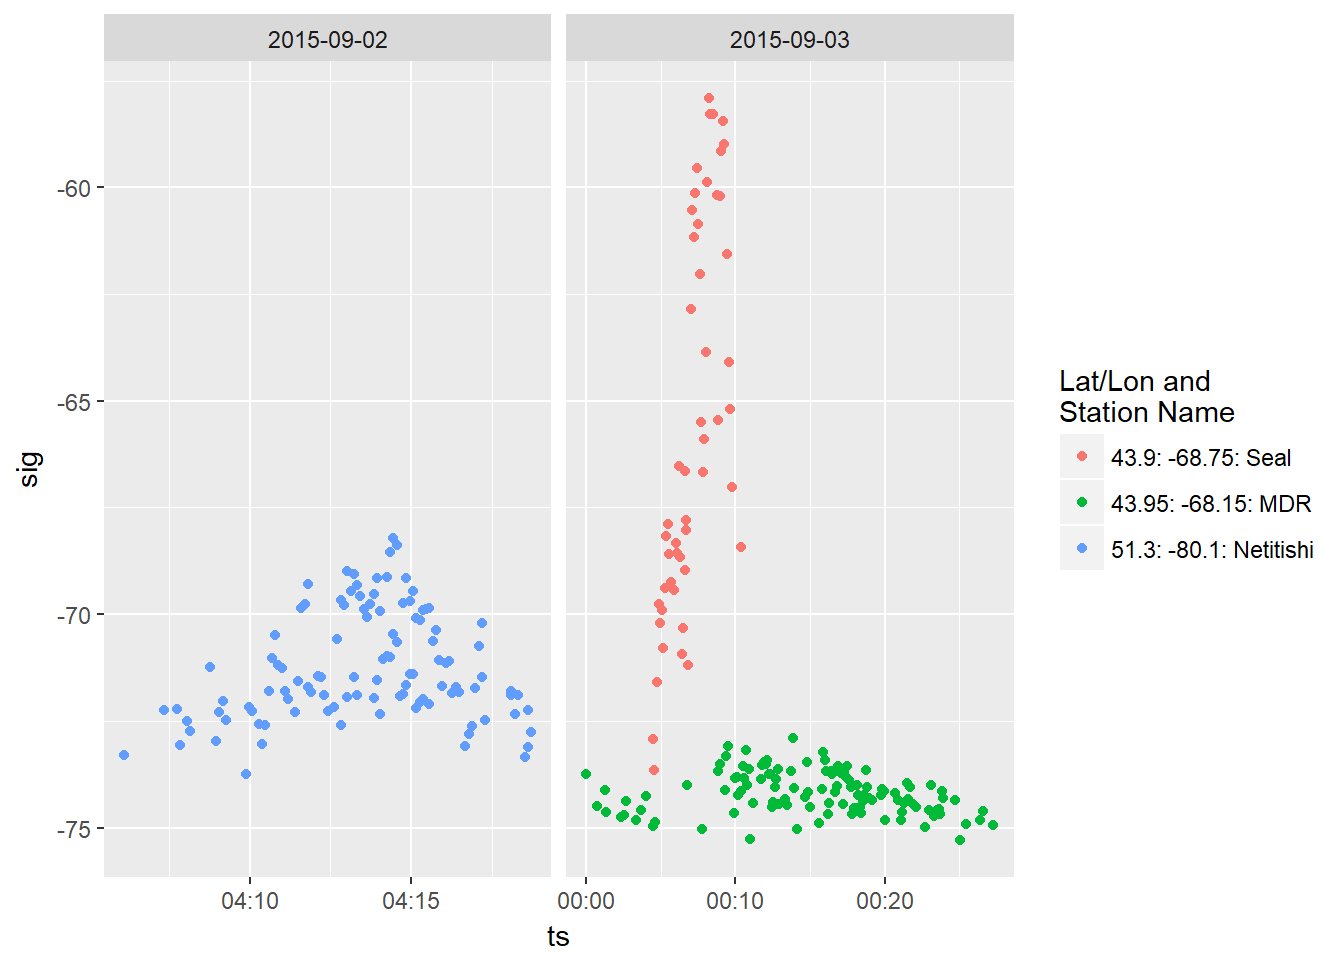 2015-09-02
2015-09-03
-60
-65
-70
-75
sig
04:10
04:15
00:00
00:10
00:20
ts
Lat/Lon and
Station Name
43.9: -68.75: Seal
43.95: -68.15: MDR
51.3: -80.1: Netitishi